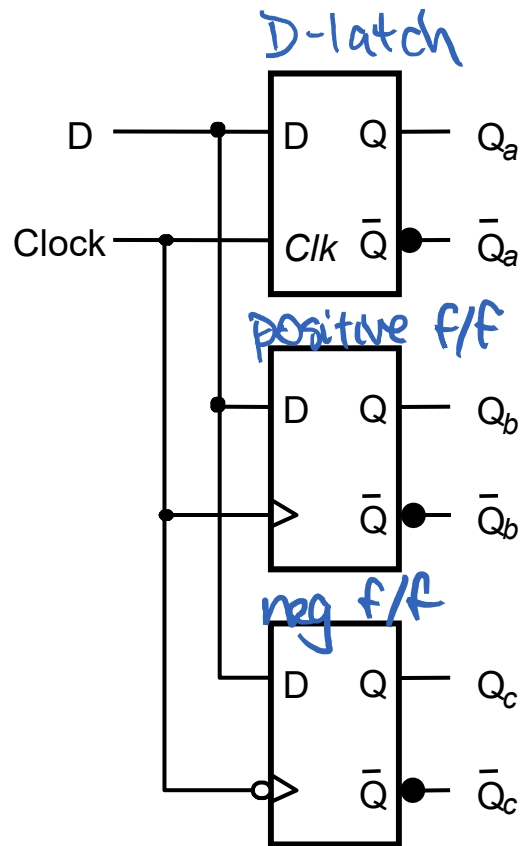 D-latch
D D Q Qa
Clock Clk Q̅ Q̅a
positive f/f
D Q Qb
Q̅ Q̅b
neg f/f
D Q Qc
Q̅ Q̅c